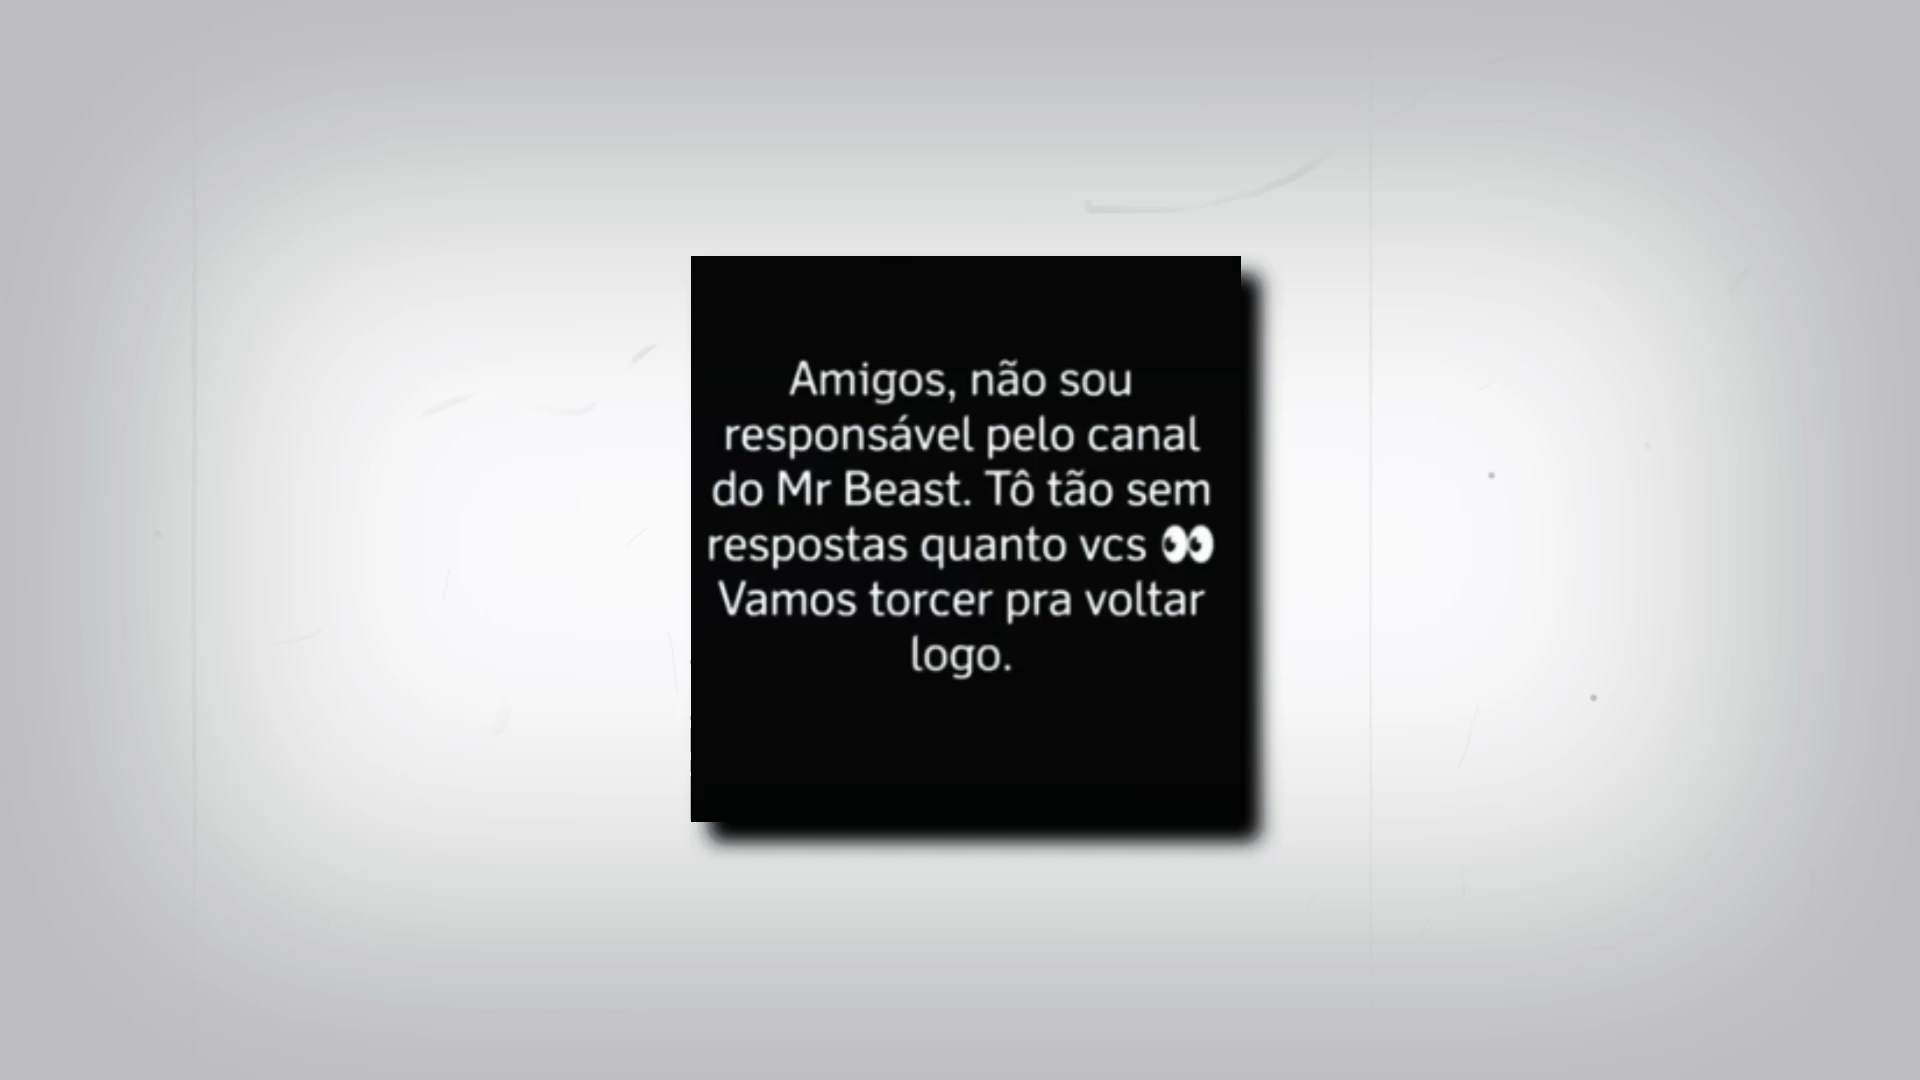 Amigos, não sou
responsável pelo canal
do Mr Beast. Tô tão sem
respostas quanto vcs 👀
Vamos torcer pra voltar
logo.